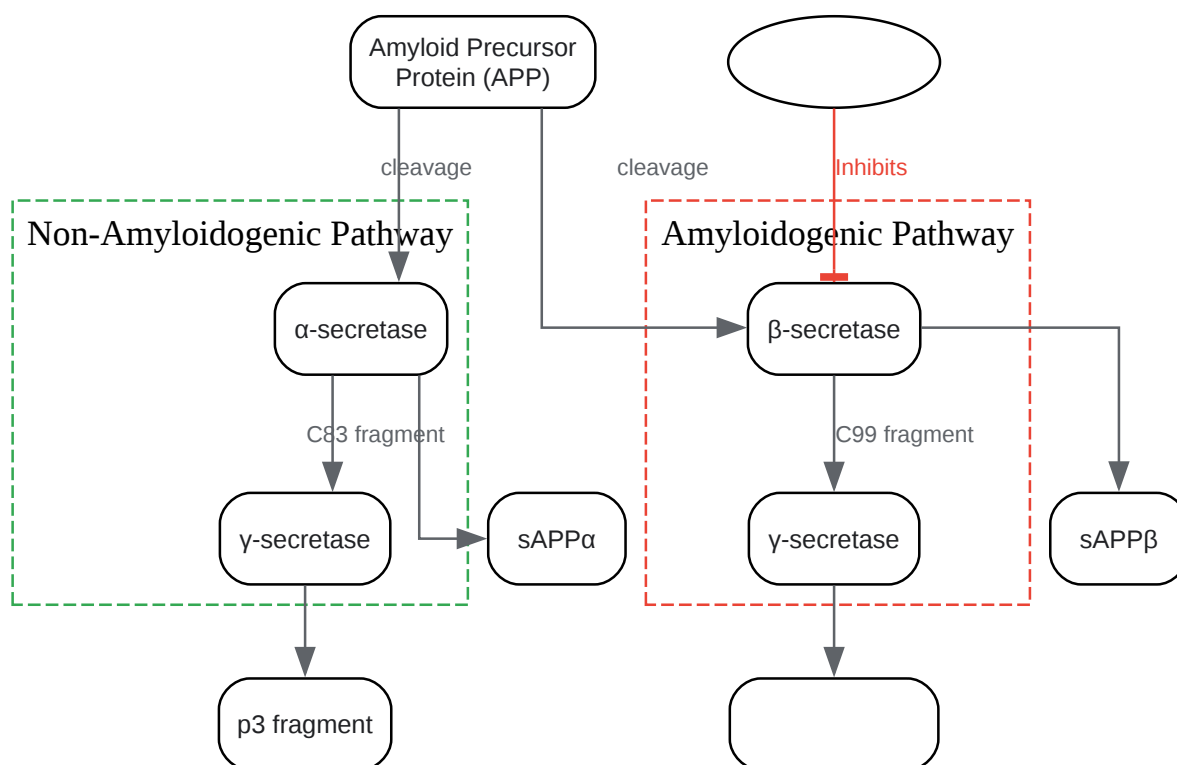 Amyloid Precursor
Protein (APP)
cleavage
cleavage
Inhibits
Non-Amyloidogenic Pathway
Amyloidogenic Pathway
α-secretase
β-secretase
C83 fragment
C99 fragment
γ-secretase
sAPPα
γ-secretase
sAPPβ
p3 fragment